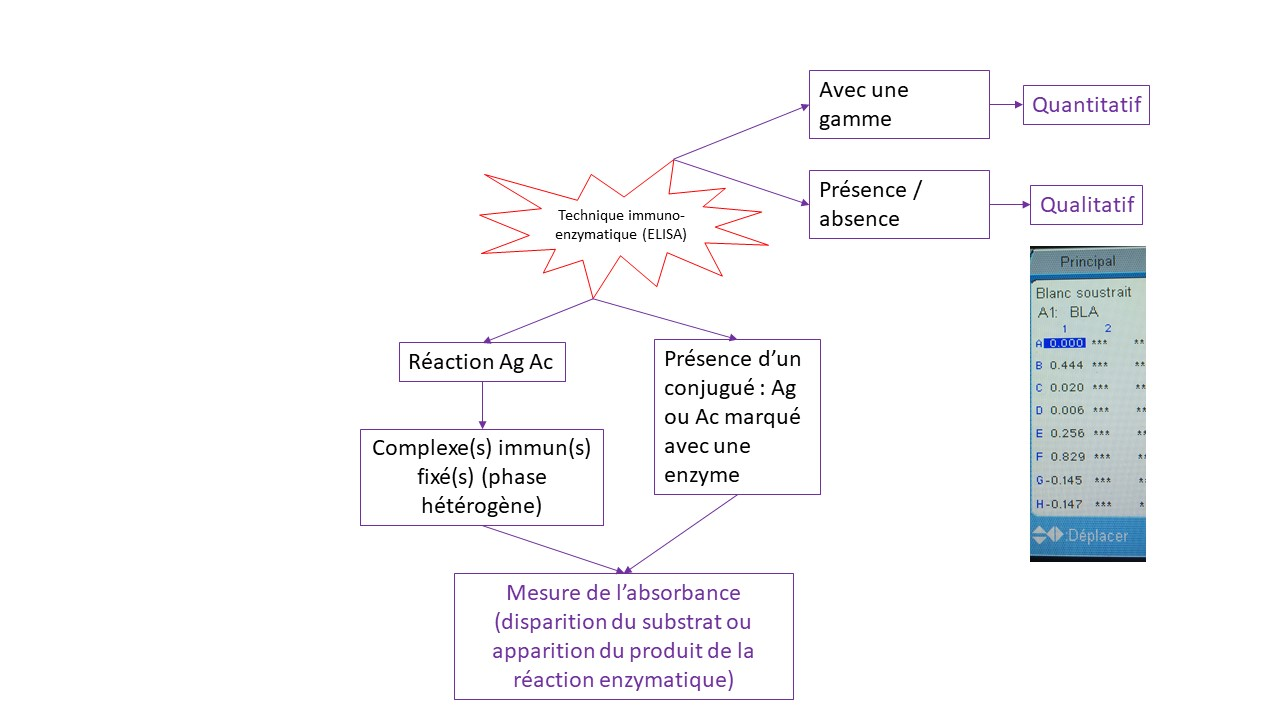 Avec une
gamme
Quantitatif
Présence /
absence
Qualitatif
Technique immuno-
enzymatique (ELISA)
Réaction Ag Ac
Complexe(s) immun(s)
fixé(s) (phase
hétérogène)
Présence d’un
conjugué : Ag
ou Ac marqué
avec une
enzyme
Mesure de l’absorbance
(disparition du substrat ou
apparition du produit de la
réaction enzymatique)
Principal
Blanc soustrait
A1: BLA
1 2
A 0.000 *** **
B 0.444 *** **
C 0.020 *** **
D 0.006 *** **
E 0.256 *** *
F 0.829 *** *
G -0.145 *** *
H -0.147 *** *
:Déplacer